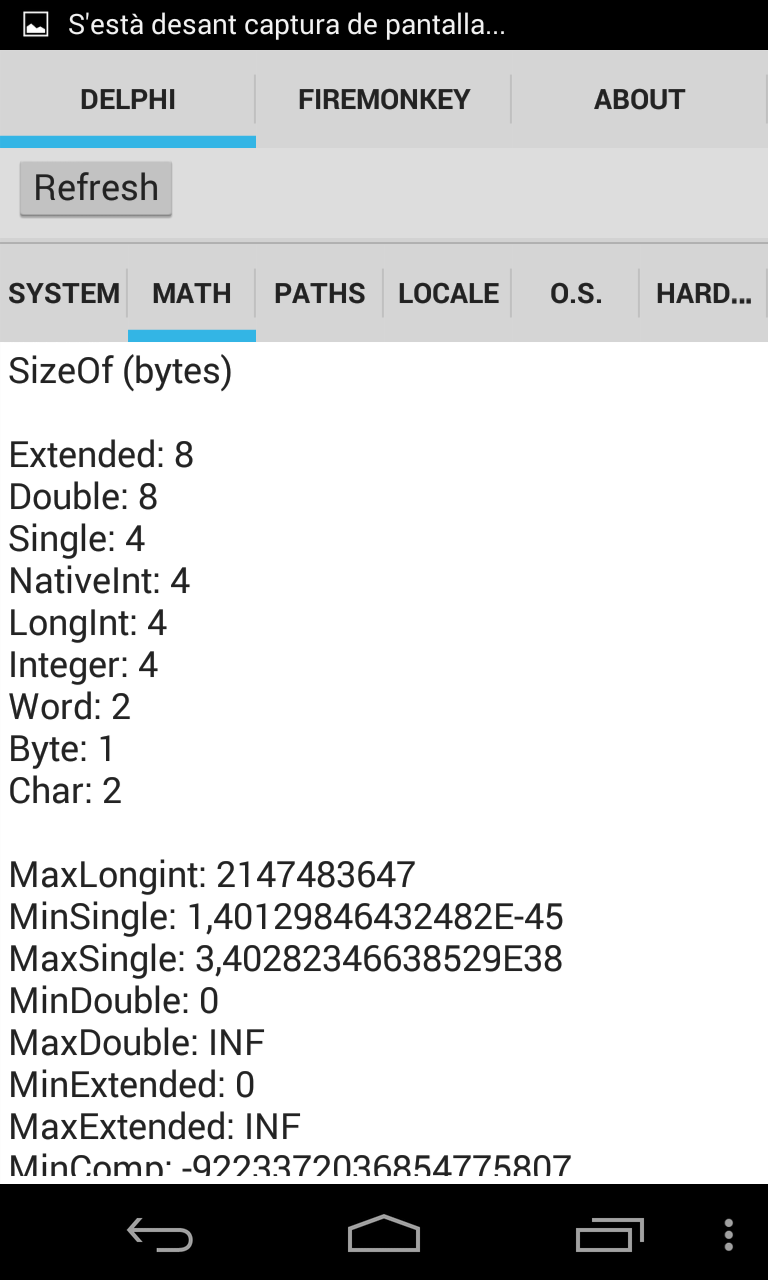 S'està desant captura de pantalla...
DELPHI FIREMONKEY ABOUT
Refresh
SYSTEM MATH PATHS LOCALE O.S. HARD...
SizeOf (bytes)
Extended: 8
Double: 8
Single: 4
NativeInt: 4
LongInt: 4
Integer: 4
Word: 2
Byte: 1
Char: 2
MaxLongint: 2147483647
MinSingle: 1,40129846432482E-45
MaxSingle: 3,40282346638529E38
MinDouble: 0
MaxDouble: INF
MinExtended: 0
MaxExtended: INF
MinComp: -9223372036854775807